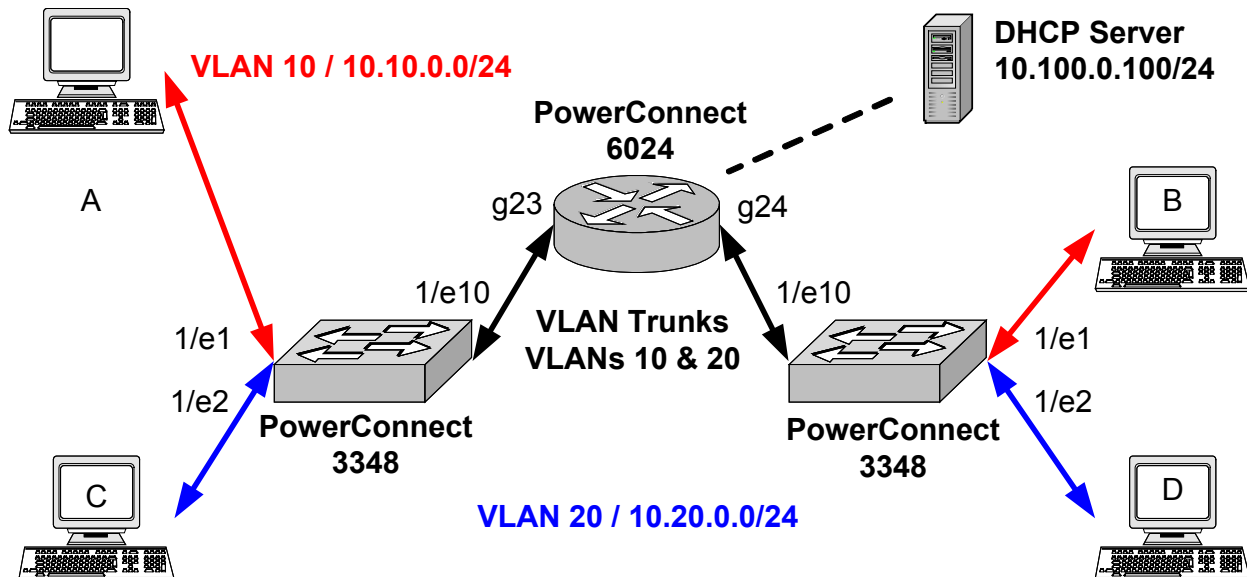 DHCP Server
10.100.0.100/24
VLAN 10 / 10.10.0.0/24
PowerConnect
6024
A
g23
g24
B
1/e10
1/e10
VLAN Trunks
VLANs 10 & 20
1/e1
1/e1
1/e2
1/e2
PowerConnect
3348
PowerConnect
3348
C
D
VLAN 20 / 10.20.0.0/24